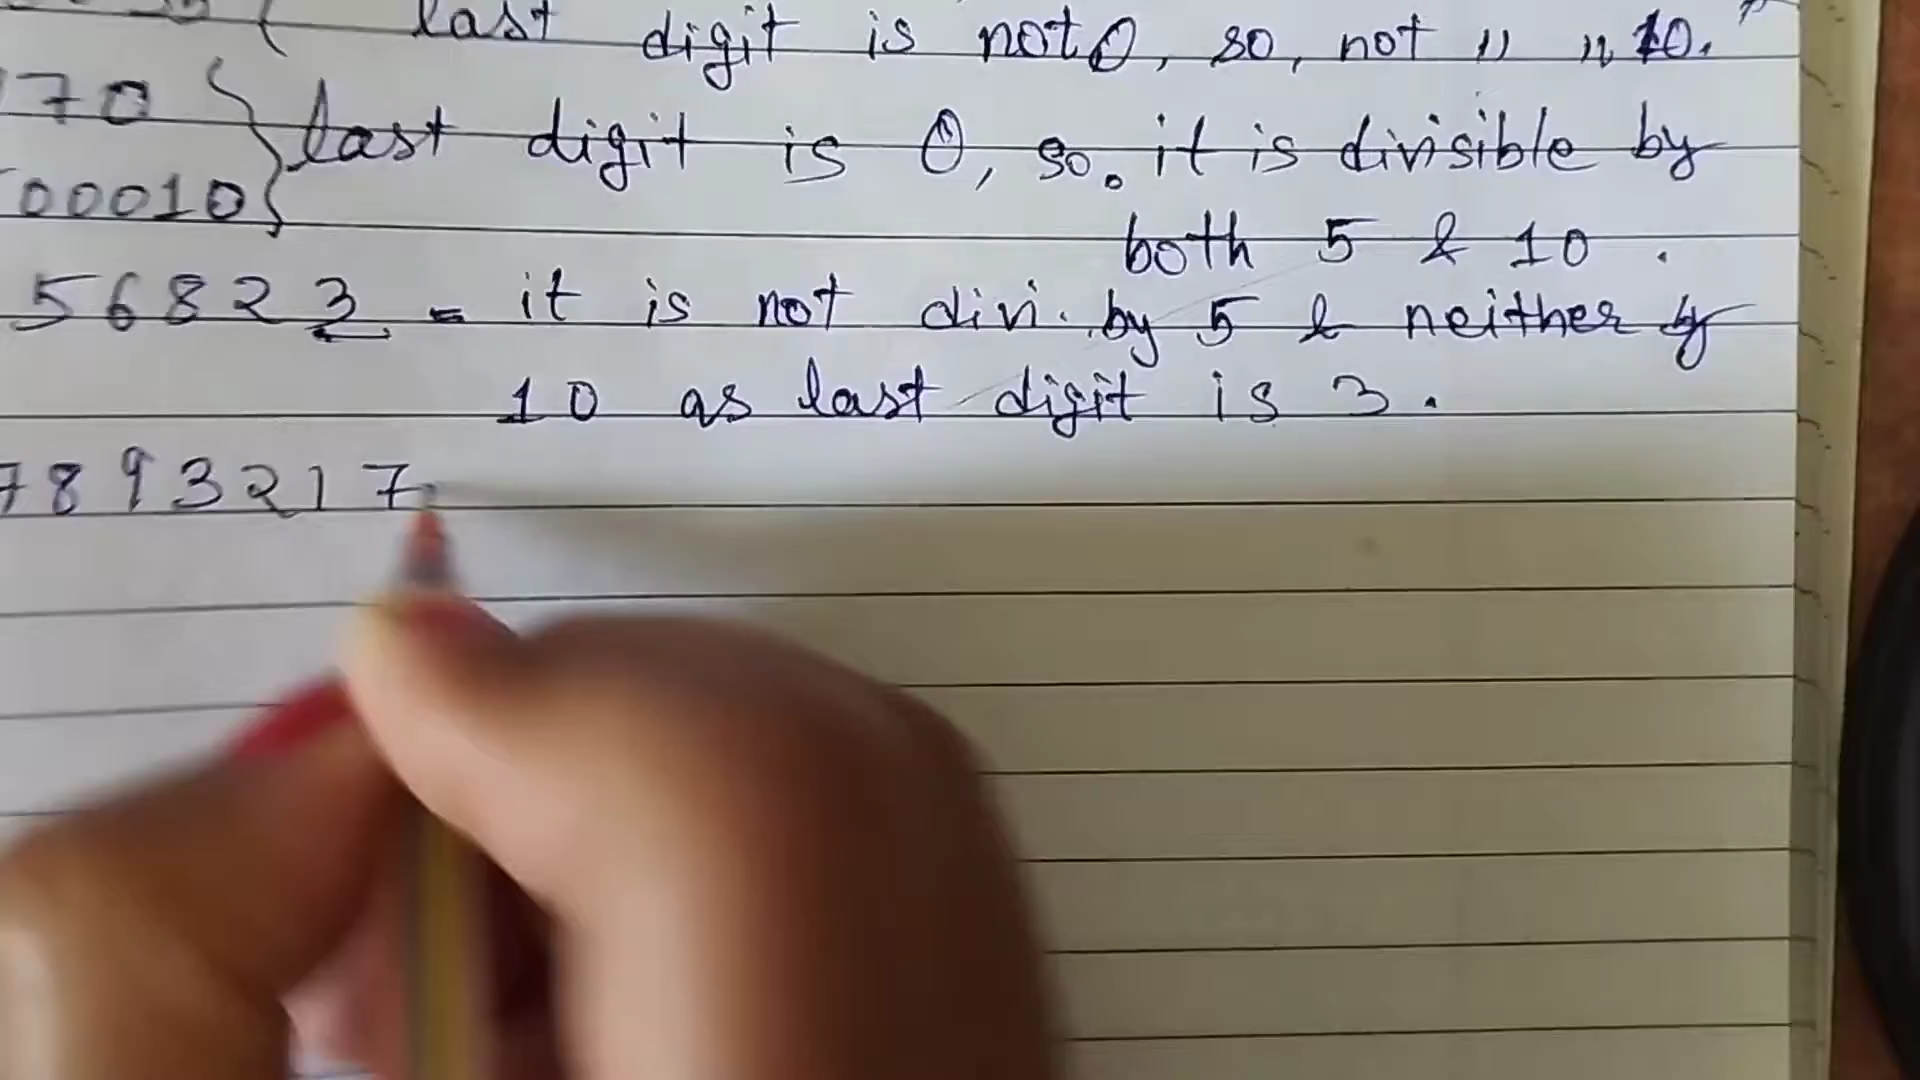 last digit is not 0, so, not " " 10.
70 } last digit is 0, so. it is divisible by
00010 } both 5 & 10 .
56823 = it is not divi. by 5 & neither by
10 as last digit is 3.
7893217